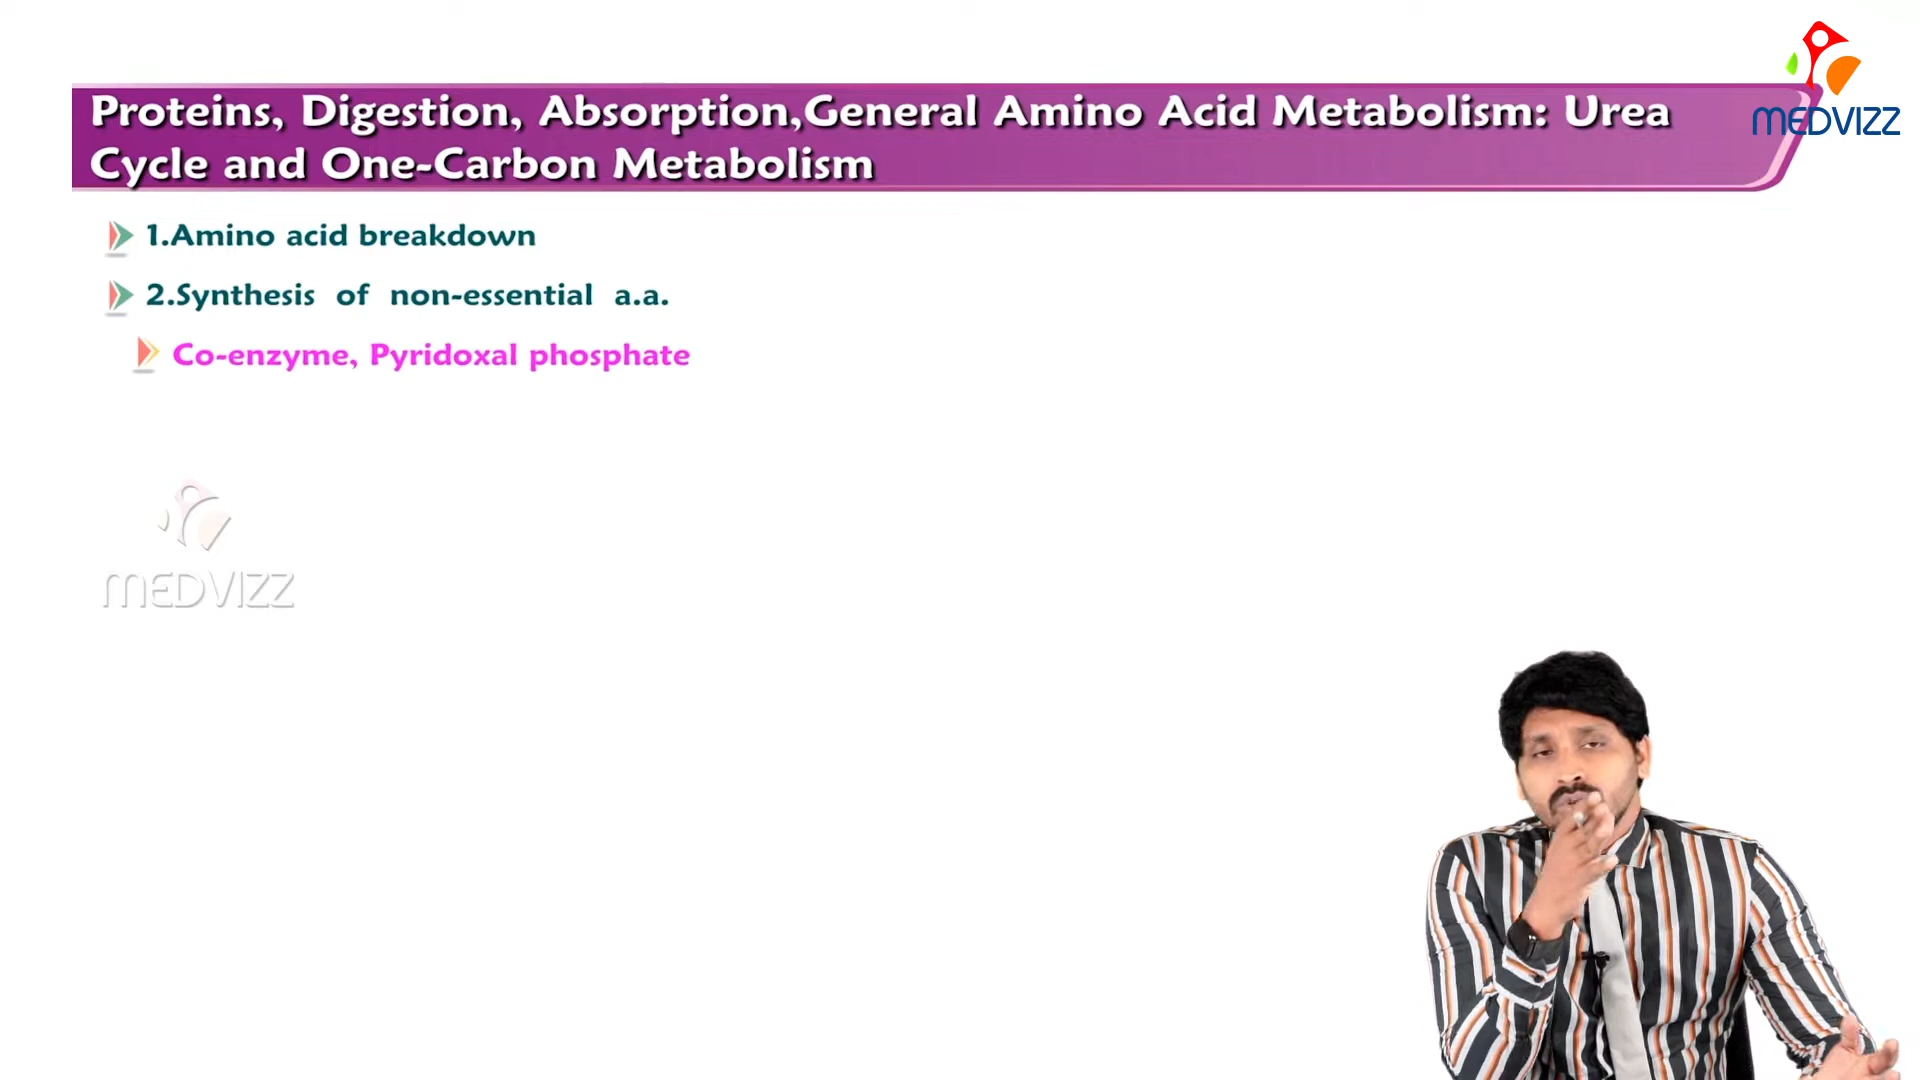 MEDVIZZ
Proteins, Digestion, Absorption,General Amino Acid Metabolism: Urea
Cycle and One-Carbon Metabolism
1.Amino acid breakdown
2.Synthesis of non-essential a.a.
Co-enzyme, Pyridoxal phosphate
MEDVIZZ